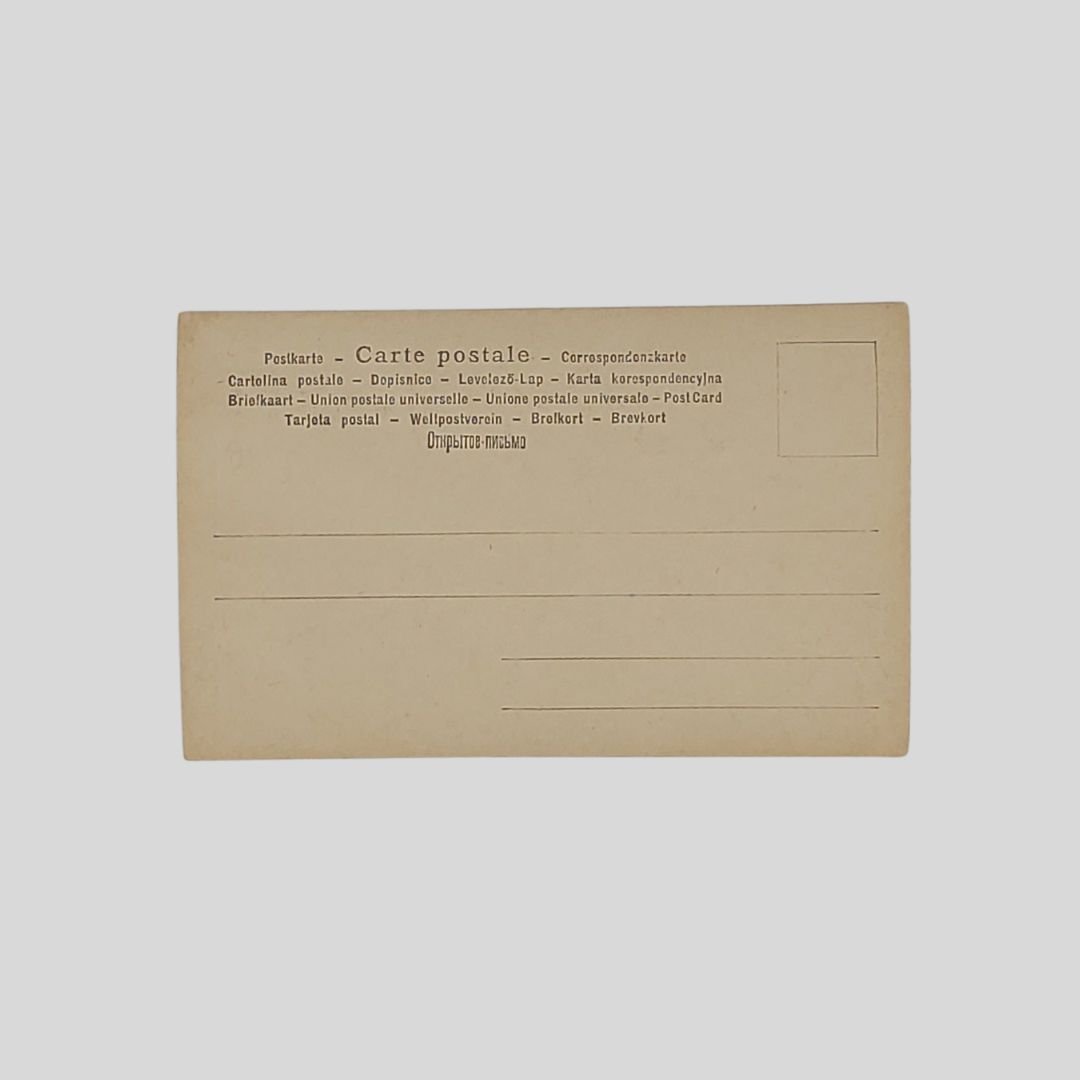 Postkarte – Carte postale – Correspondenzkarte
Cartolina postale – Dopisnice – Levelező-Lap – Karta korespondencyjna
Briefkaart – Union postale universelle – Unione postale universale – Post Card
Tarjeta postal – Weltpostverein – Brefkort – Brevkort
Открытое-письмо